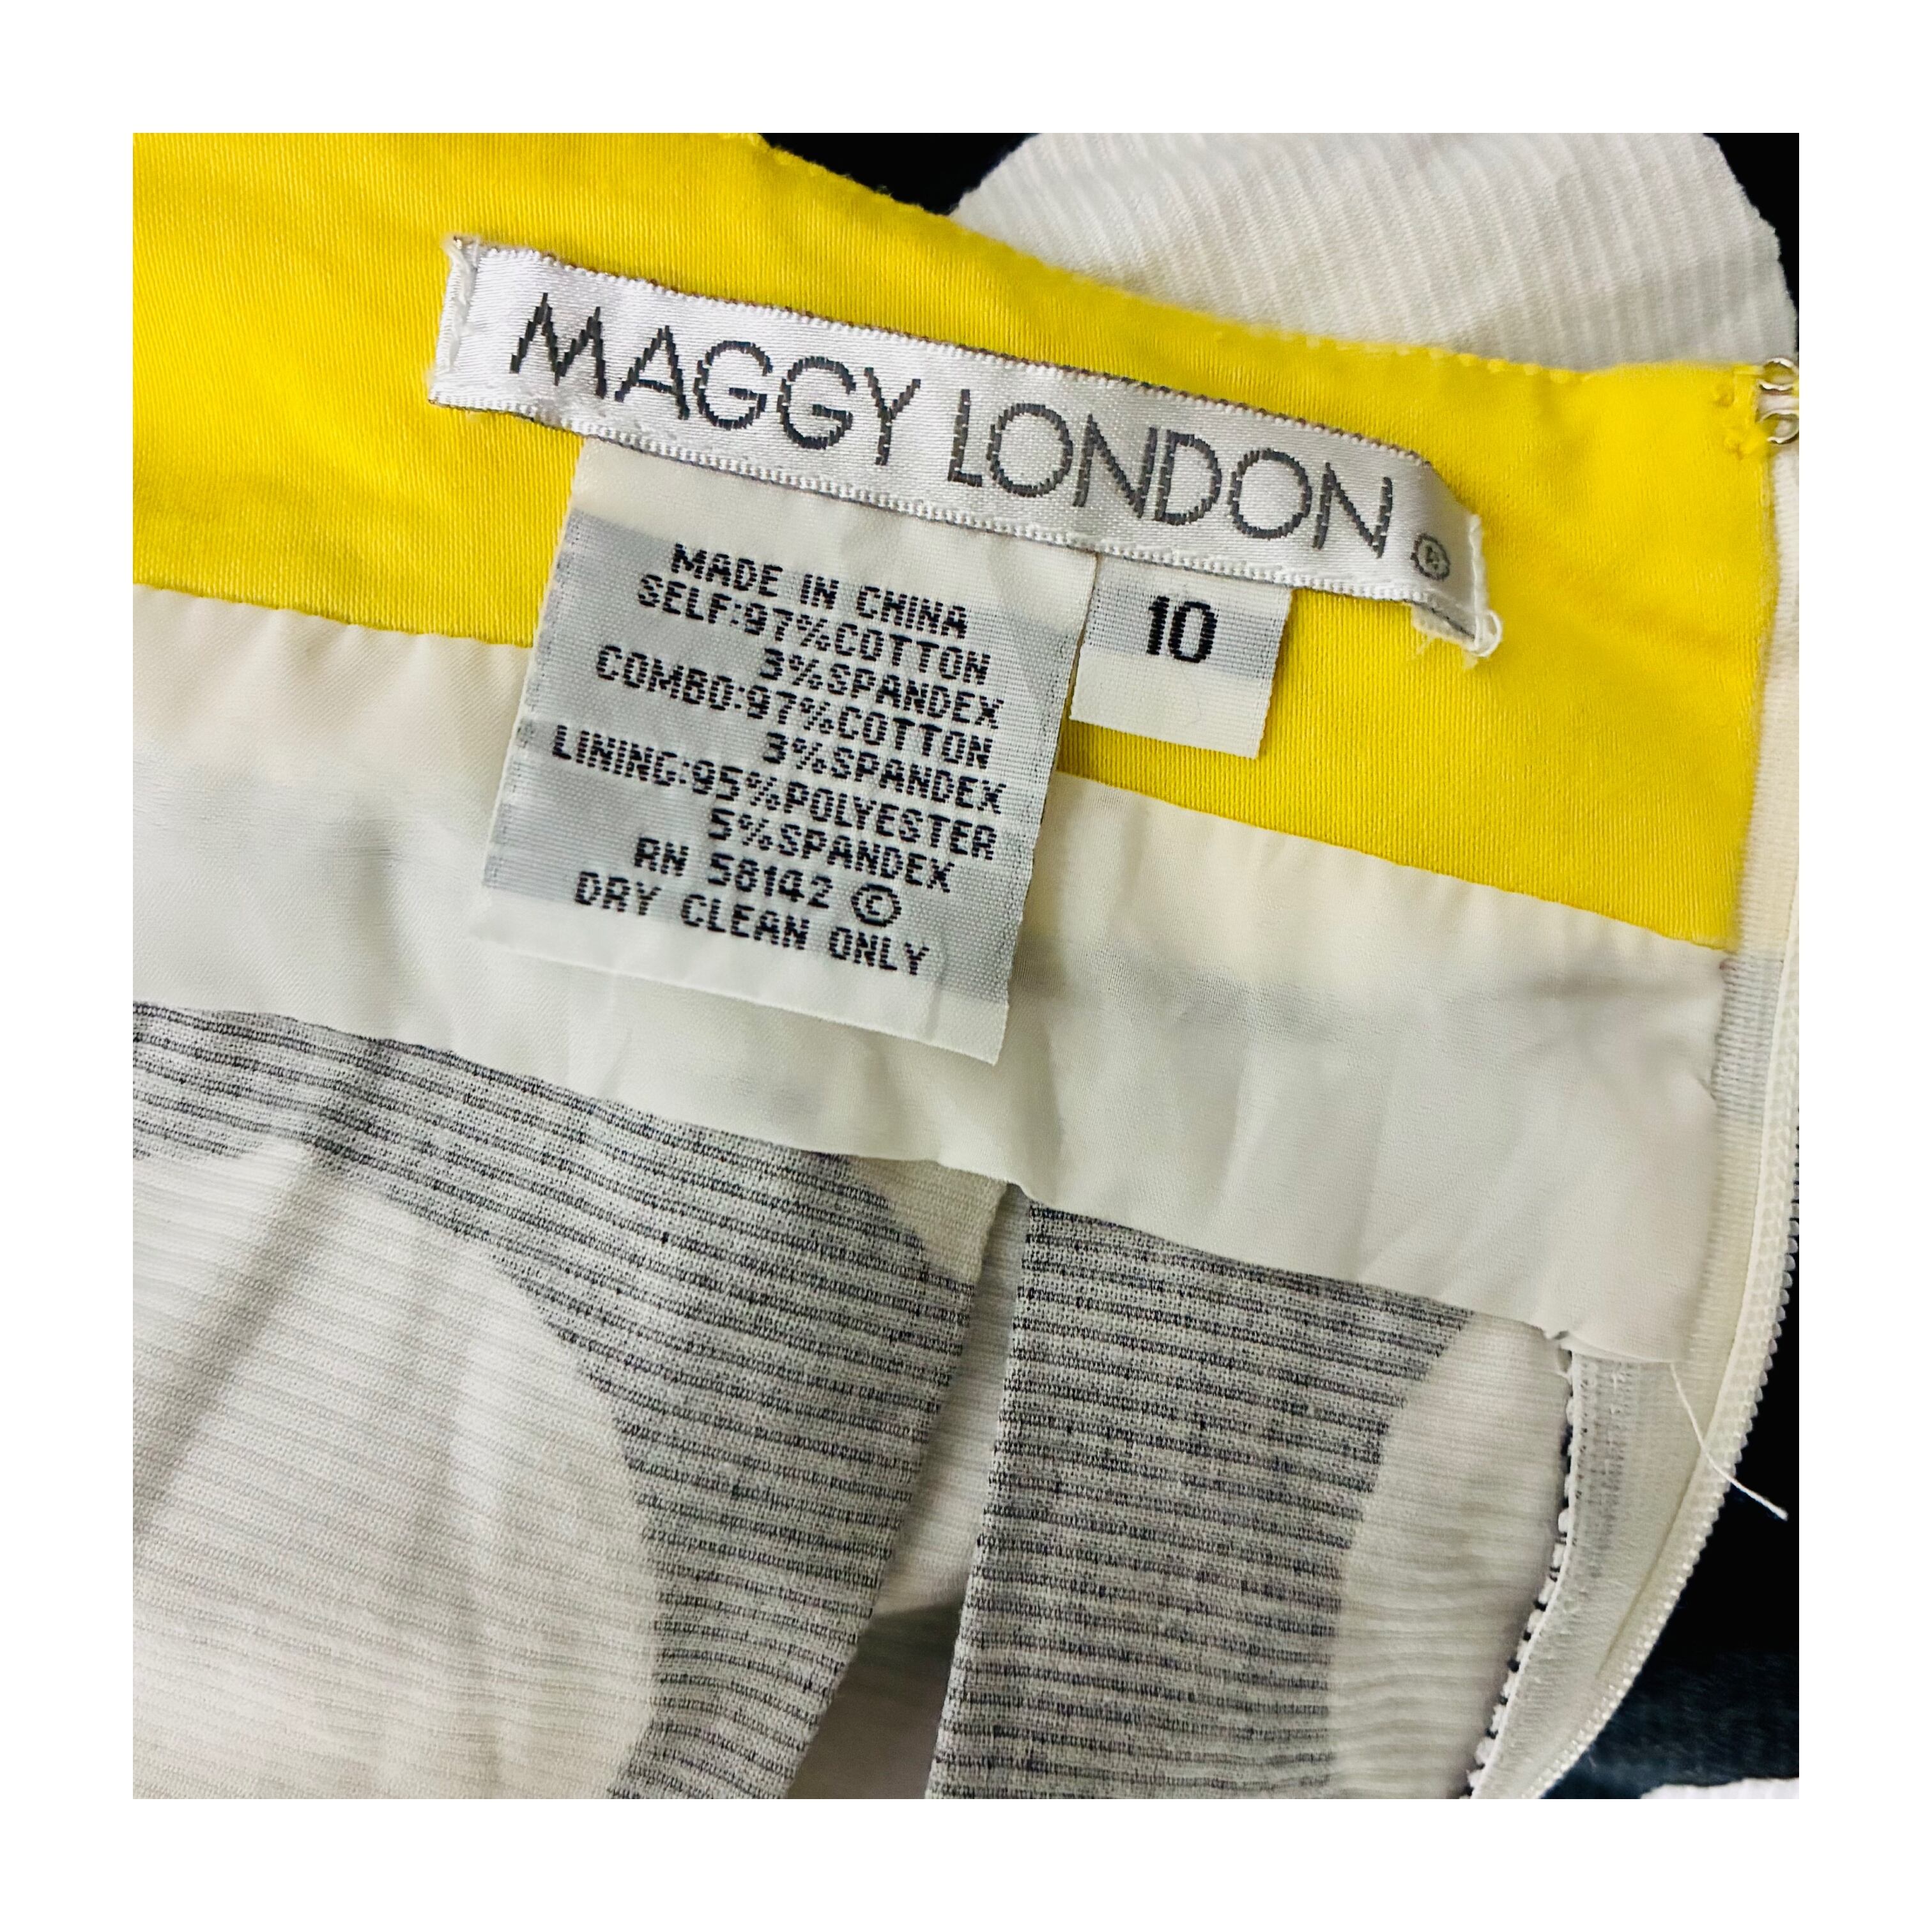 MAGGY LONDON ®
10
MADE IN CHINA
SELF:97%COTTON
3%SPANDEX
COMBO:97%COTTON
3%SPANDEX
LINING:95%POLYESTER
5%SPANDEX
RN 58142 ©
DRY CLEAN ONLY